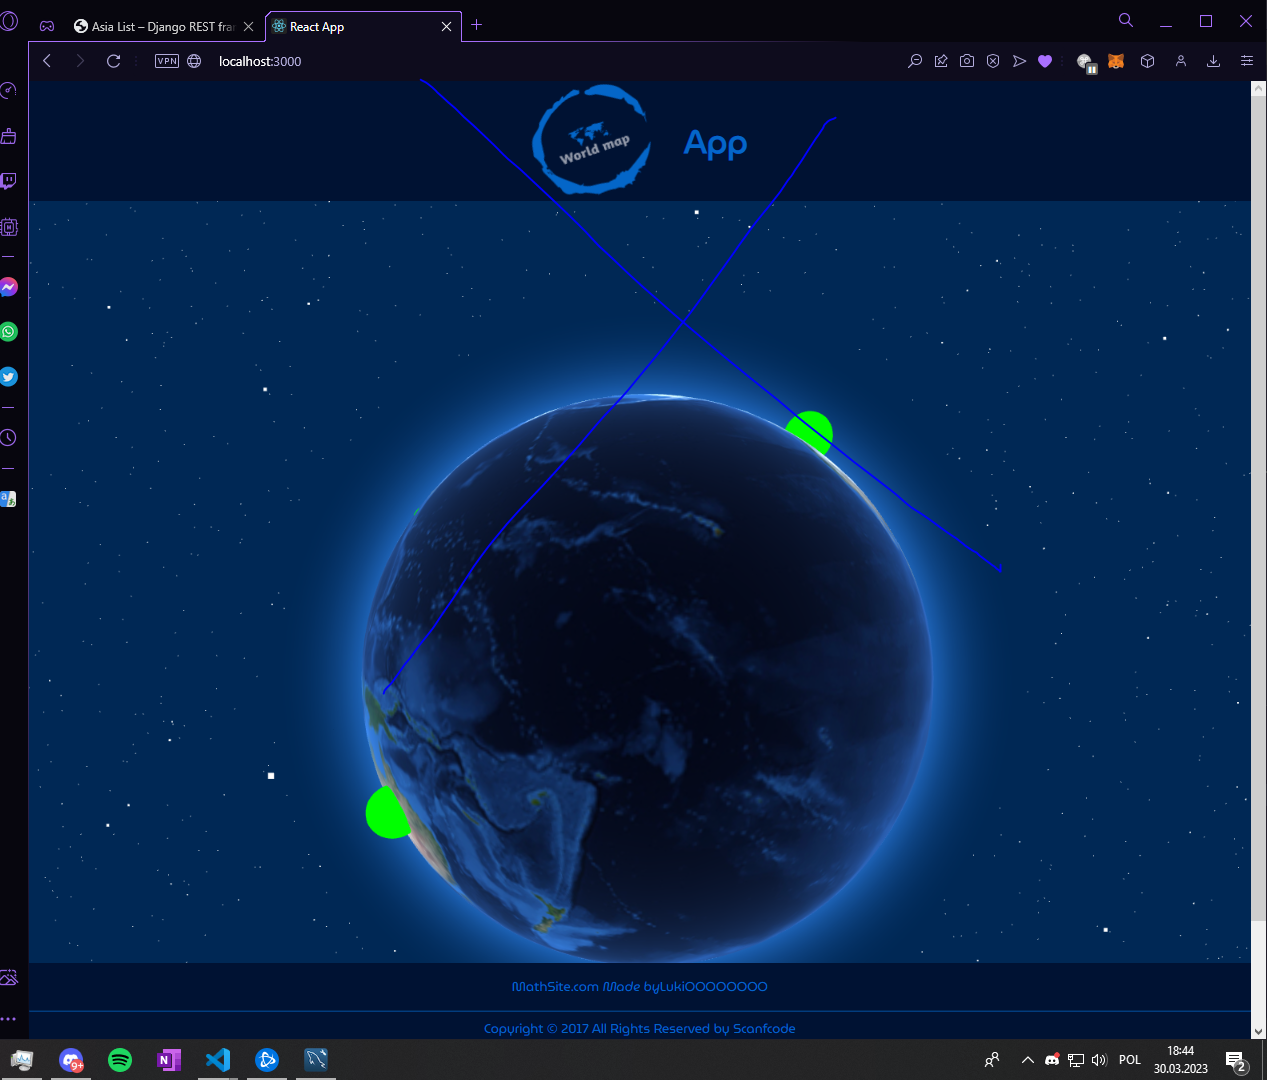 Asia List – Django REST fra
React App
VPN
localhost:3000
World map
App
MathSite.com Made byLukiOOOOOOOO
Copyright © 2017 All Rights Reserved by Scanfcode
9+
N
POL
18:44
30.03.2023
2